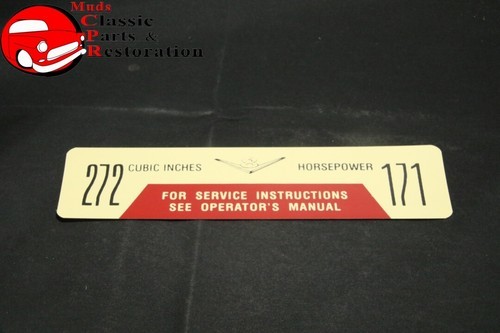 Muds
Classic
Parts &
Restoration
272 CUBIC INCHES HORSEPOWER 171
FOR SERVICE INSTRUCTIONS
SEE OPERATOR'S MANUAL